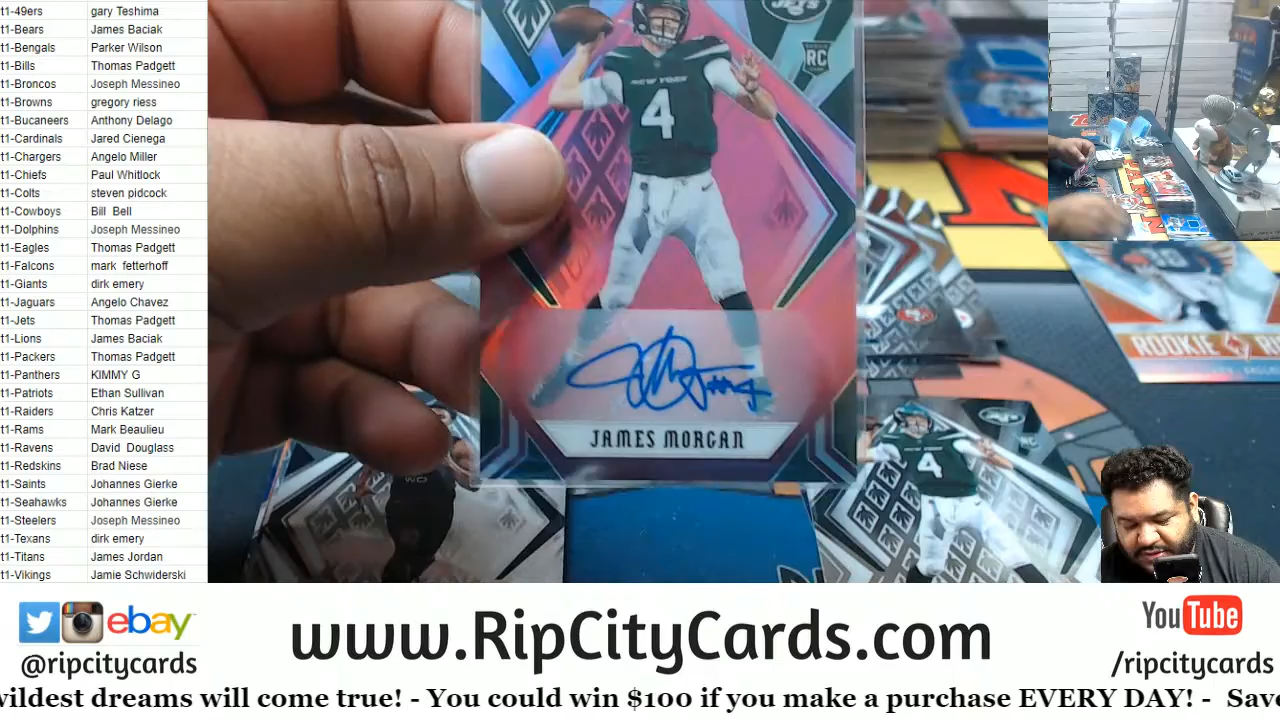 t1-49ers gary Teshima
t1-Bears James Baciak
t1-Bengals Parker Wilson
t1-Bills Thomas Padgett
t1-Broncos Joseph Messineo
t1-Browns gregory riess
t1-Bucaneers Anthony Delago
t1-Cardinals Jared Cienega
t1-Chargers Angelo Miller
t1-Chiefs Paul Whitlock
t1-Colts steven pidcock
t1-Cowboys Bill Bell
t1-Dolphins Joseph Messineo
t1-Eagles Thomas Padgett
t1-Falcons mark fetterhoff
t1-Giants dirk emery
t1-Jaguars Angelo Chavez
t1-Jets Thomas Padgett
t1-Lions James Baciak
t1-Packers Thomas Padgett
t1-Panthers KIMMY G
t1-Patriots Ethan Sullivan
t1-Raiders Chris Katzer
t1-Rams Mark Beaulieu
t1-Ravens David Douglass
t1-Redskins Brad Niese
t1-Saints Johannes Gierke
t1-Seahawks Johannes Gierke
t1-Steelers Joseph Messineo
t1-Texans dirk emery
t1-Titans James Jordan
t1-Vikings Jamie Schwiderski
JETS
RC
NEW YORK
4
JAMES MORGAN
4
ROOKIE
ebay
@ripcitycards
www.RipCityCards.com
YouTube
/ripcitycards
wildest dreams will come true! - You could win $100 if you make a purchase EVERY DAY! - Save